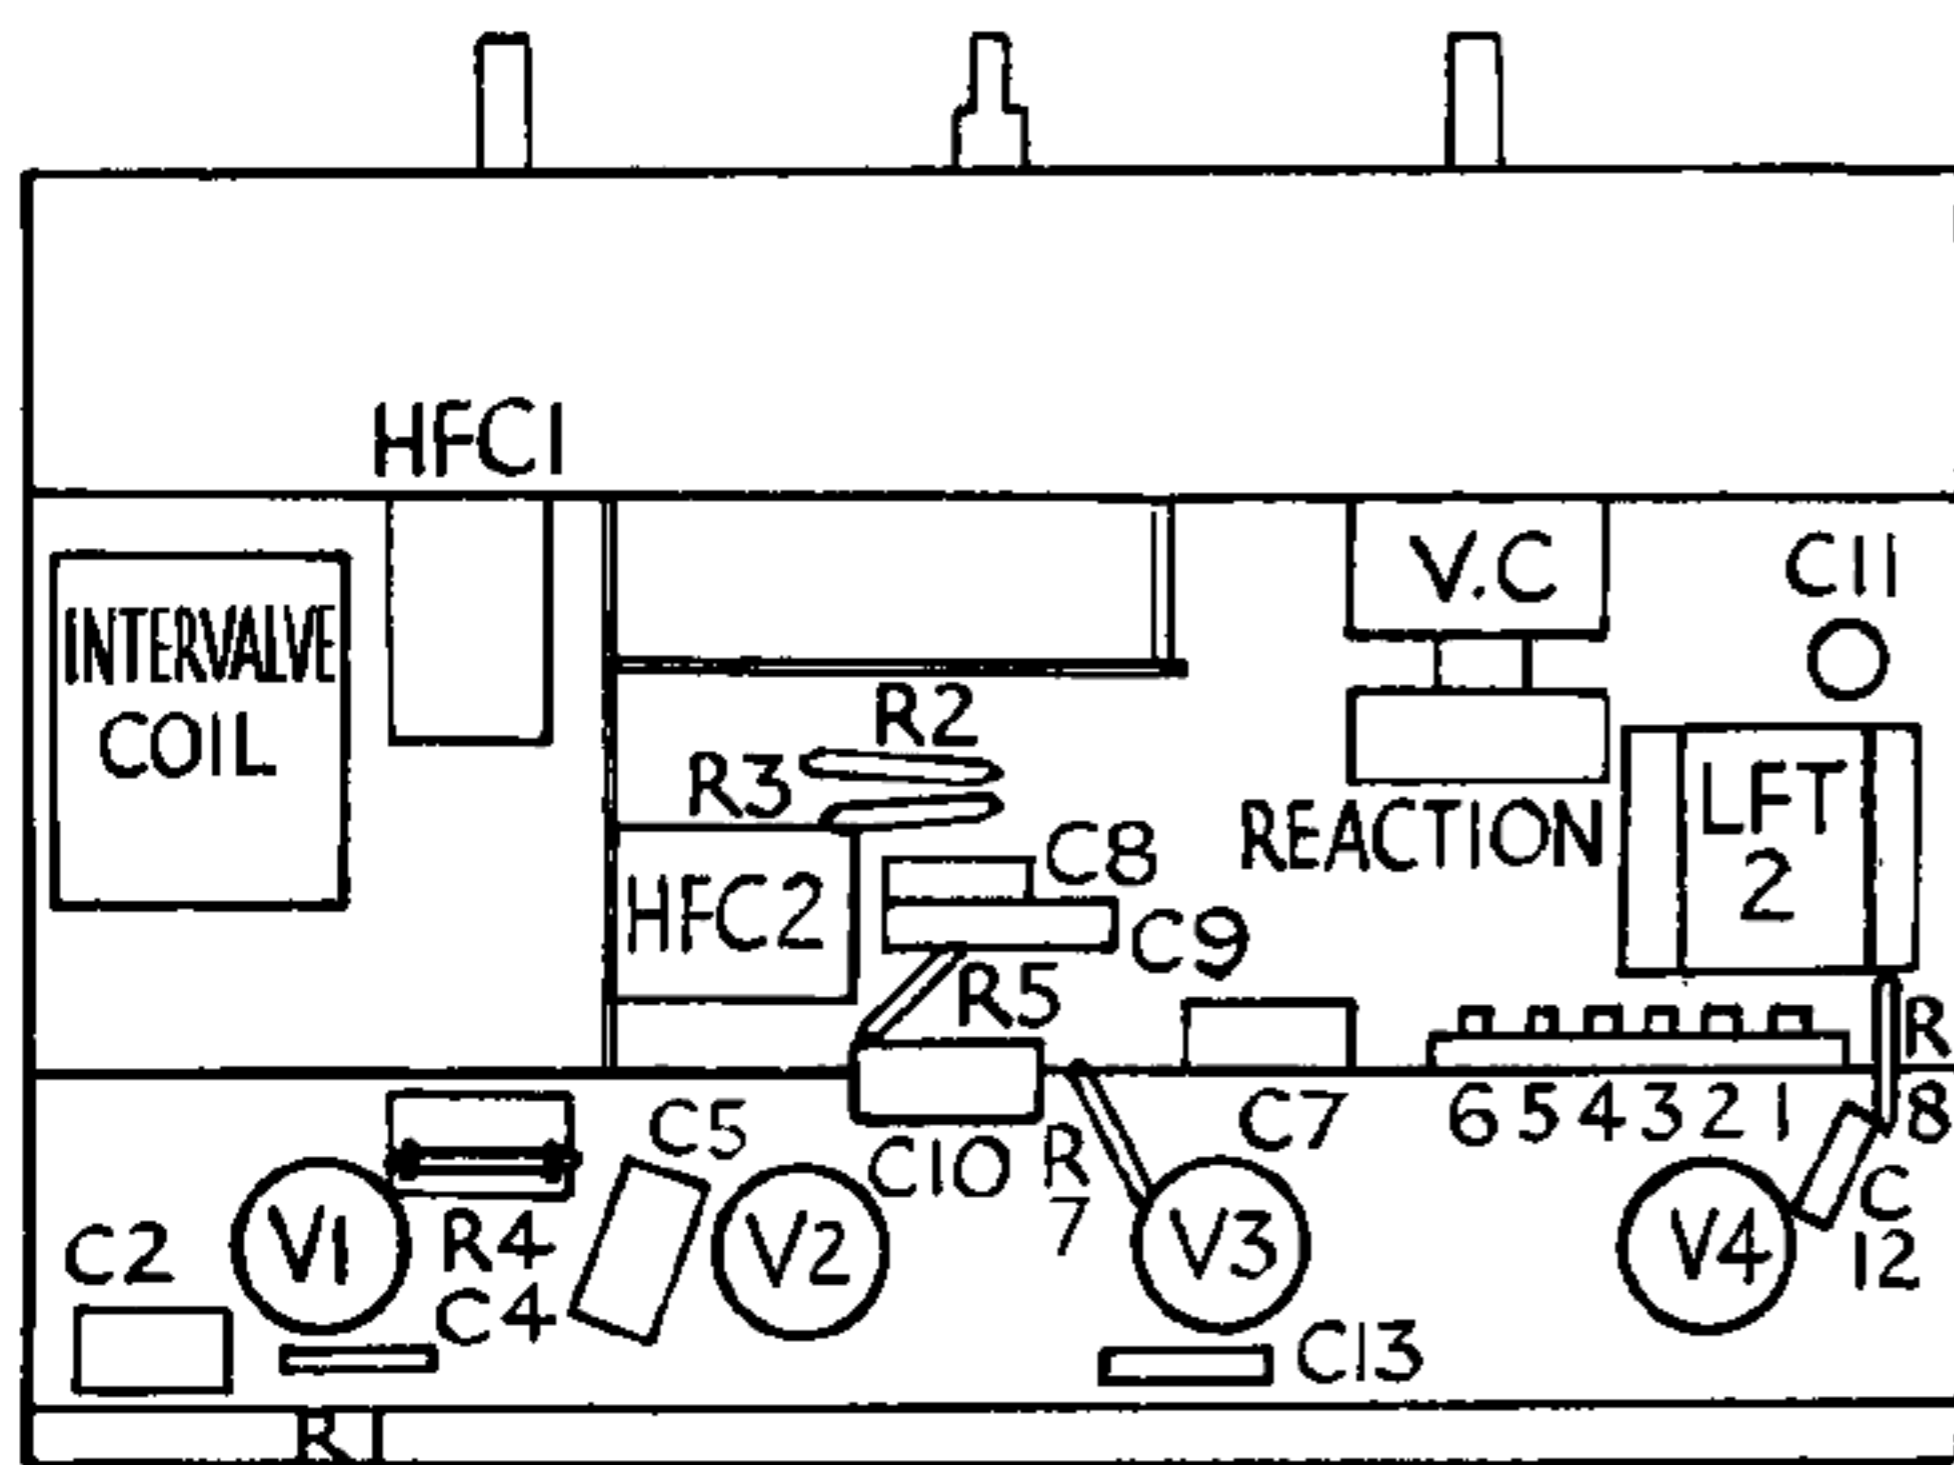 HFC1
V.C
C11
INTERVALVE
COIL
R2
R3
LFT
2
REACTION
C8
HFC2
C9
R5
R
8
6 5 4 3 2 1
C5
C7
C10
R
7
C
12
V1
R4
V2
V3
V4
C2
C4
C13
R